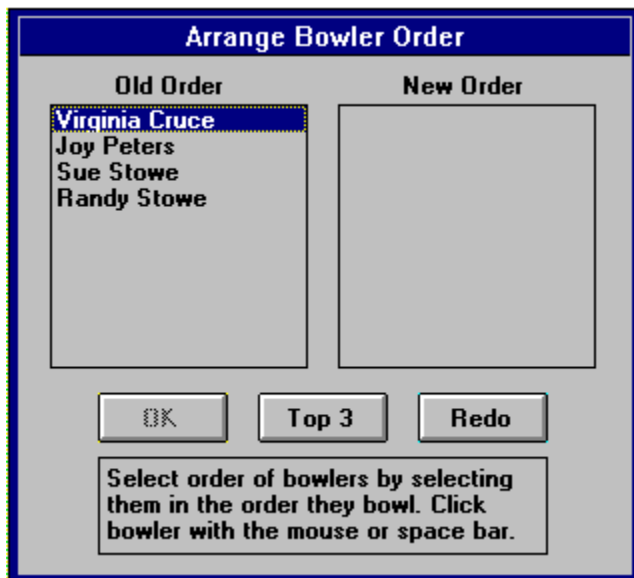 Arrange Bowler Order
Old Order
New Order
Virginia Cruce
Joy Peters
Sue Stowe
Randy Stowe
OK
Top 3
Redo
Select order of bowlers by selecting
them in the order they bowl. Click
bowler with the mouse or space bar.